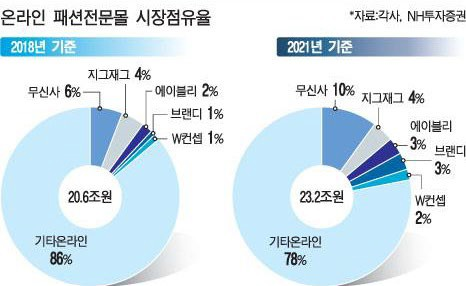 온라인 패션전문몰 시장점유율
*자료:각사, NH투자증권
2018년 기준
무신사 6%
지그재그 4%
에이블리 2%
브랜디 1%
W컨셉 1%
20.6조원
기타온라인
86%
2021년 기준
무신사 10%
지그재그 4%
에이블리
3%
브랜디
3%
W컨셉
2%
23.2조원
기타온라인
78%